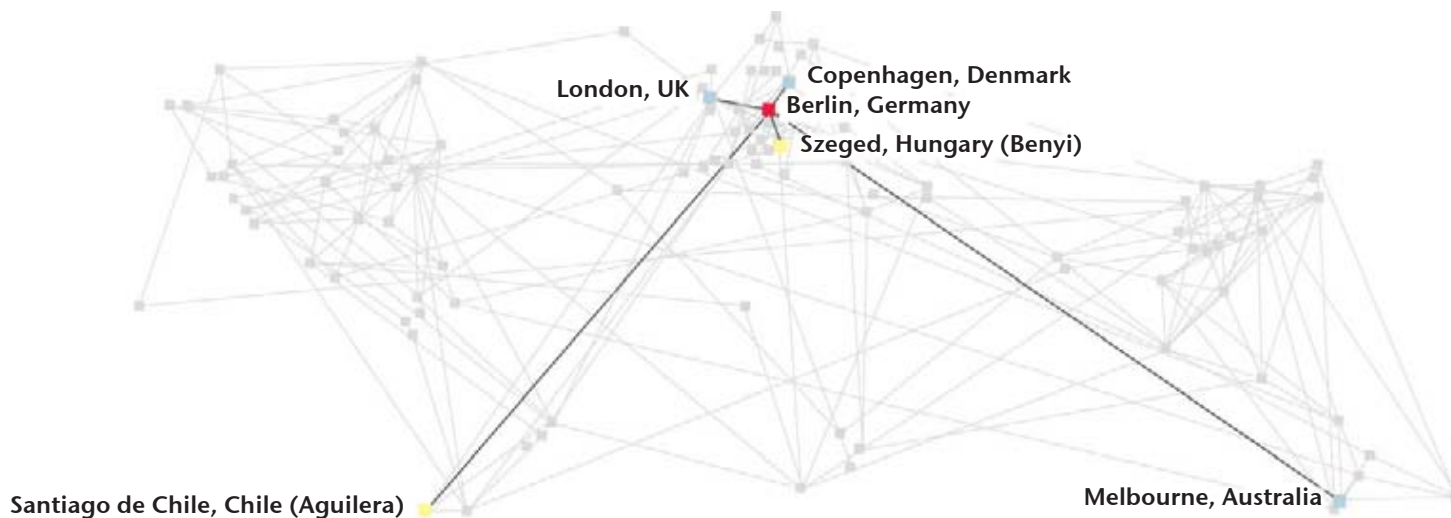 Copenhagen, Denmark
London, UK
Berlin, Germany
Szeged, Hungary (Benyi)
Melbourne, Australia
Santiago de Chile, Chile (Aguilera)